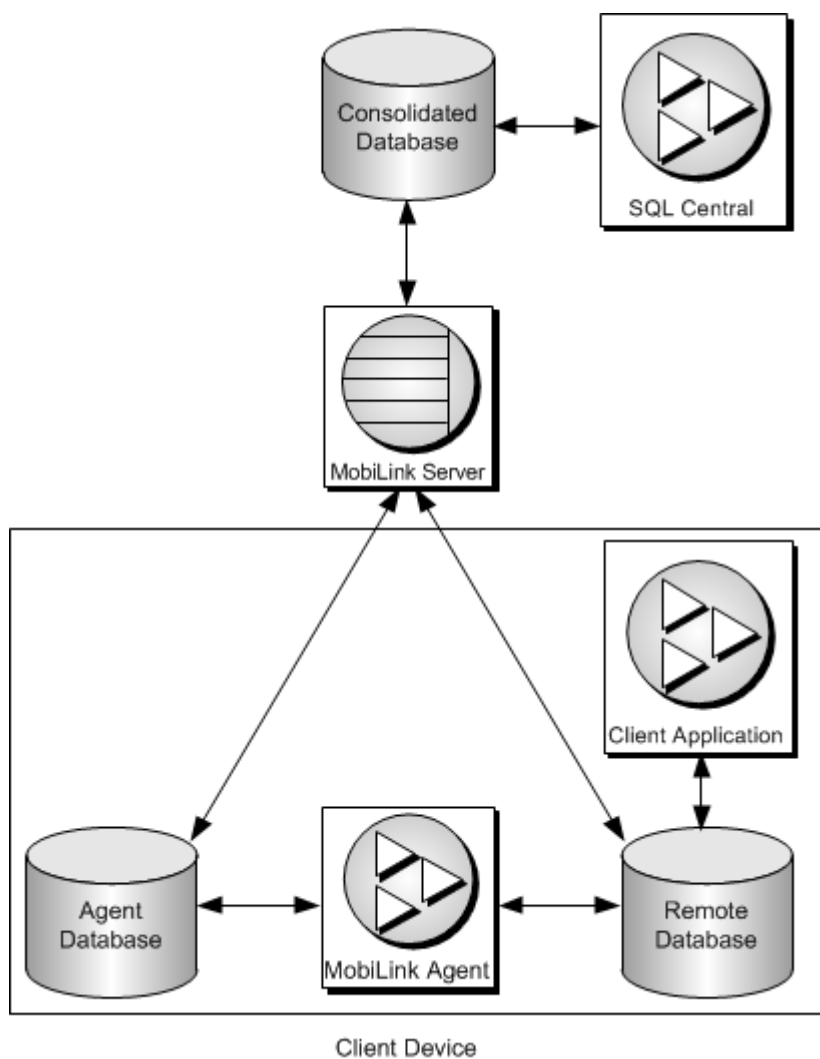 Consolidated
Database
SQL Central
MobiLink Server
Client Application
Agent
Database
MobiLink Agent
Remote
Database
Client Device